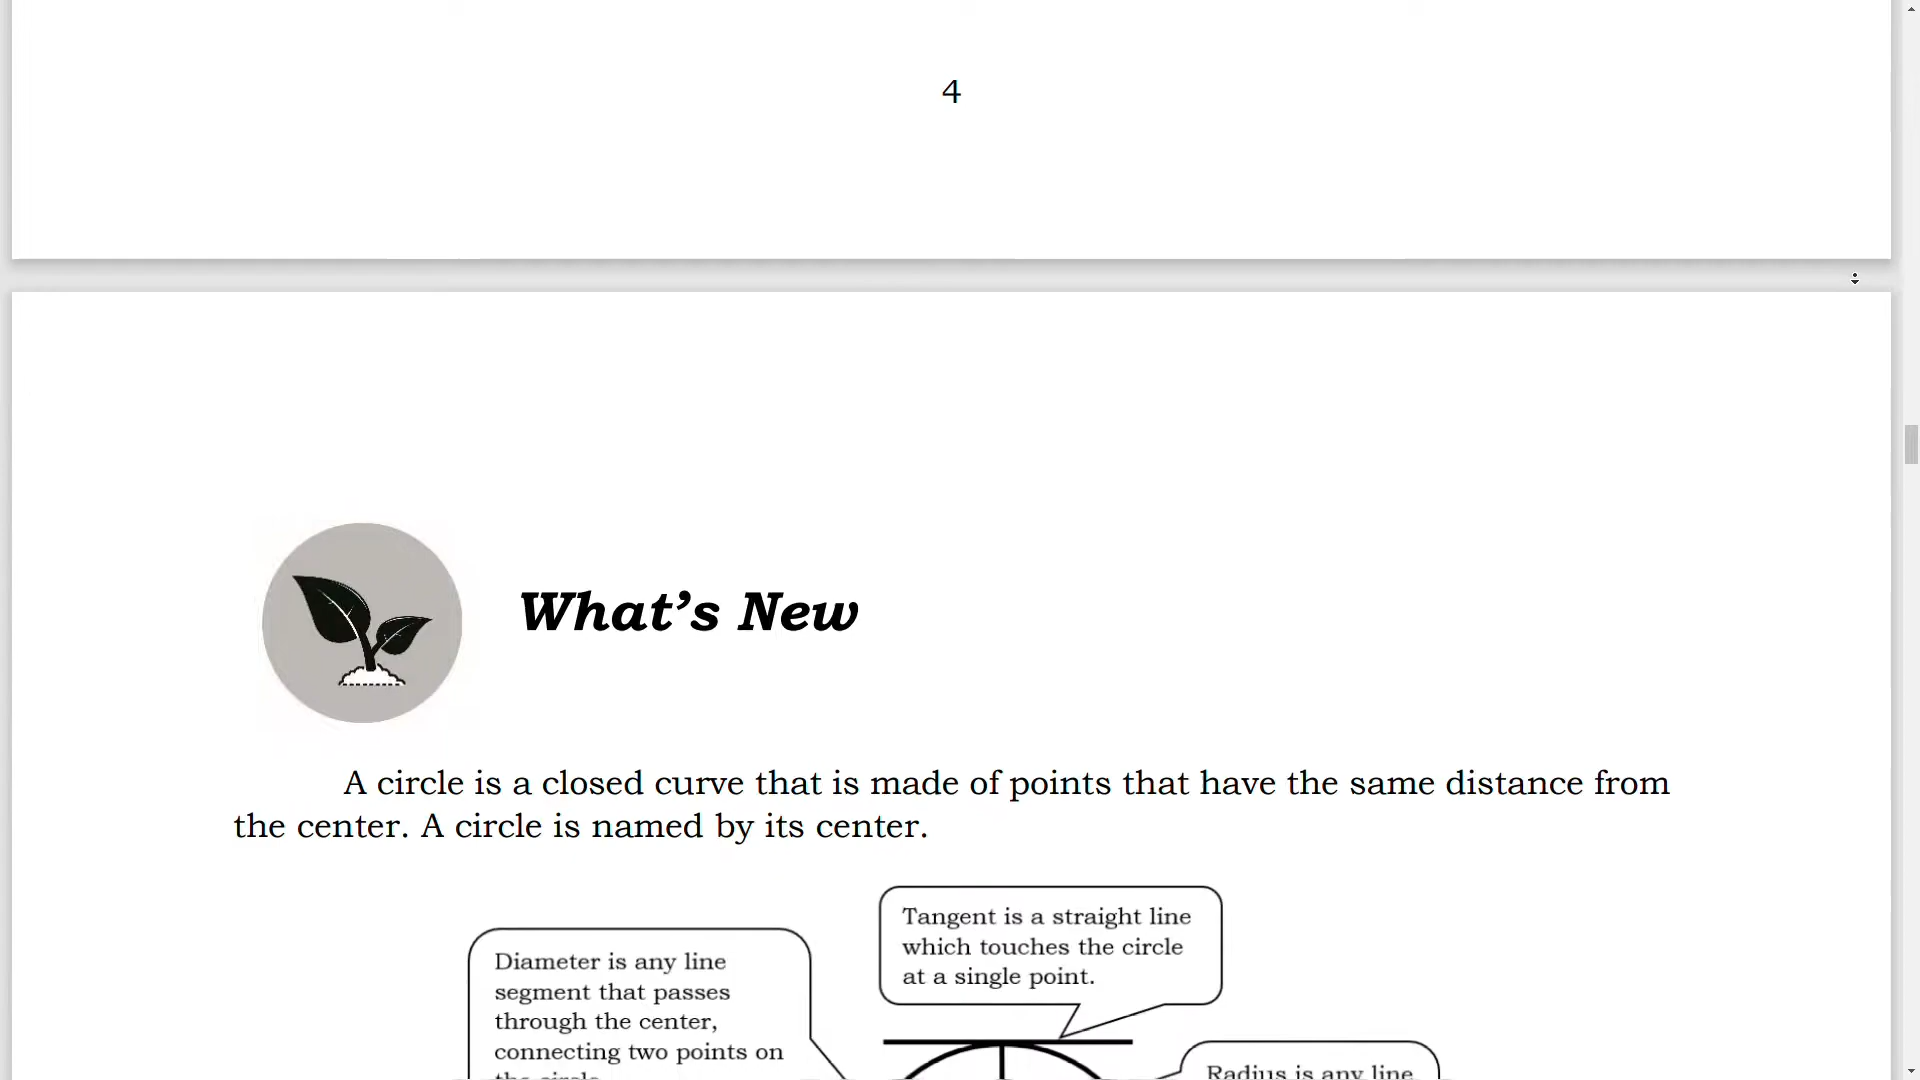 4
What's New
A circle is a closed curve that is made of points that have the same distance from
the center. A circle is named by its center.
Tangent is a straight line
which touches the circle
at a single point.
Diameter is any line
segment that passes
through the center,
connecting two points on
the circle.
Radius is any line